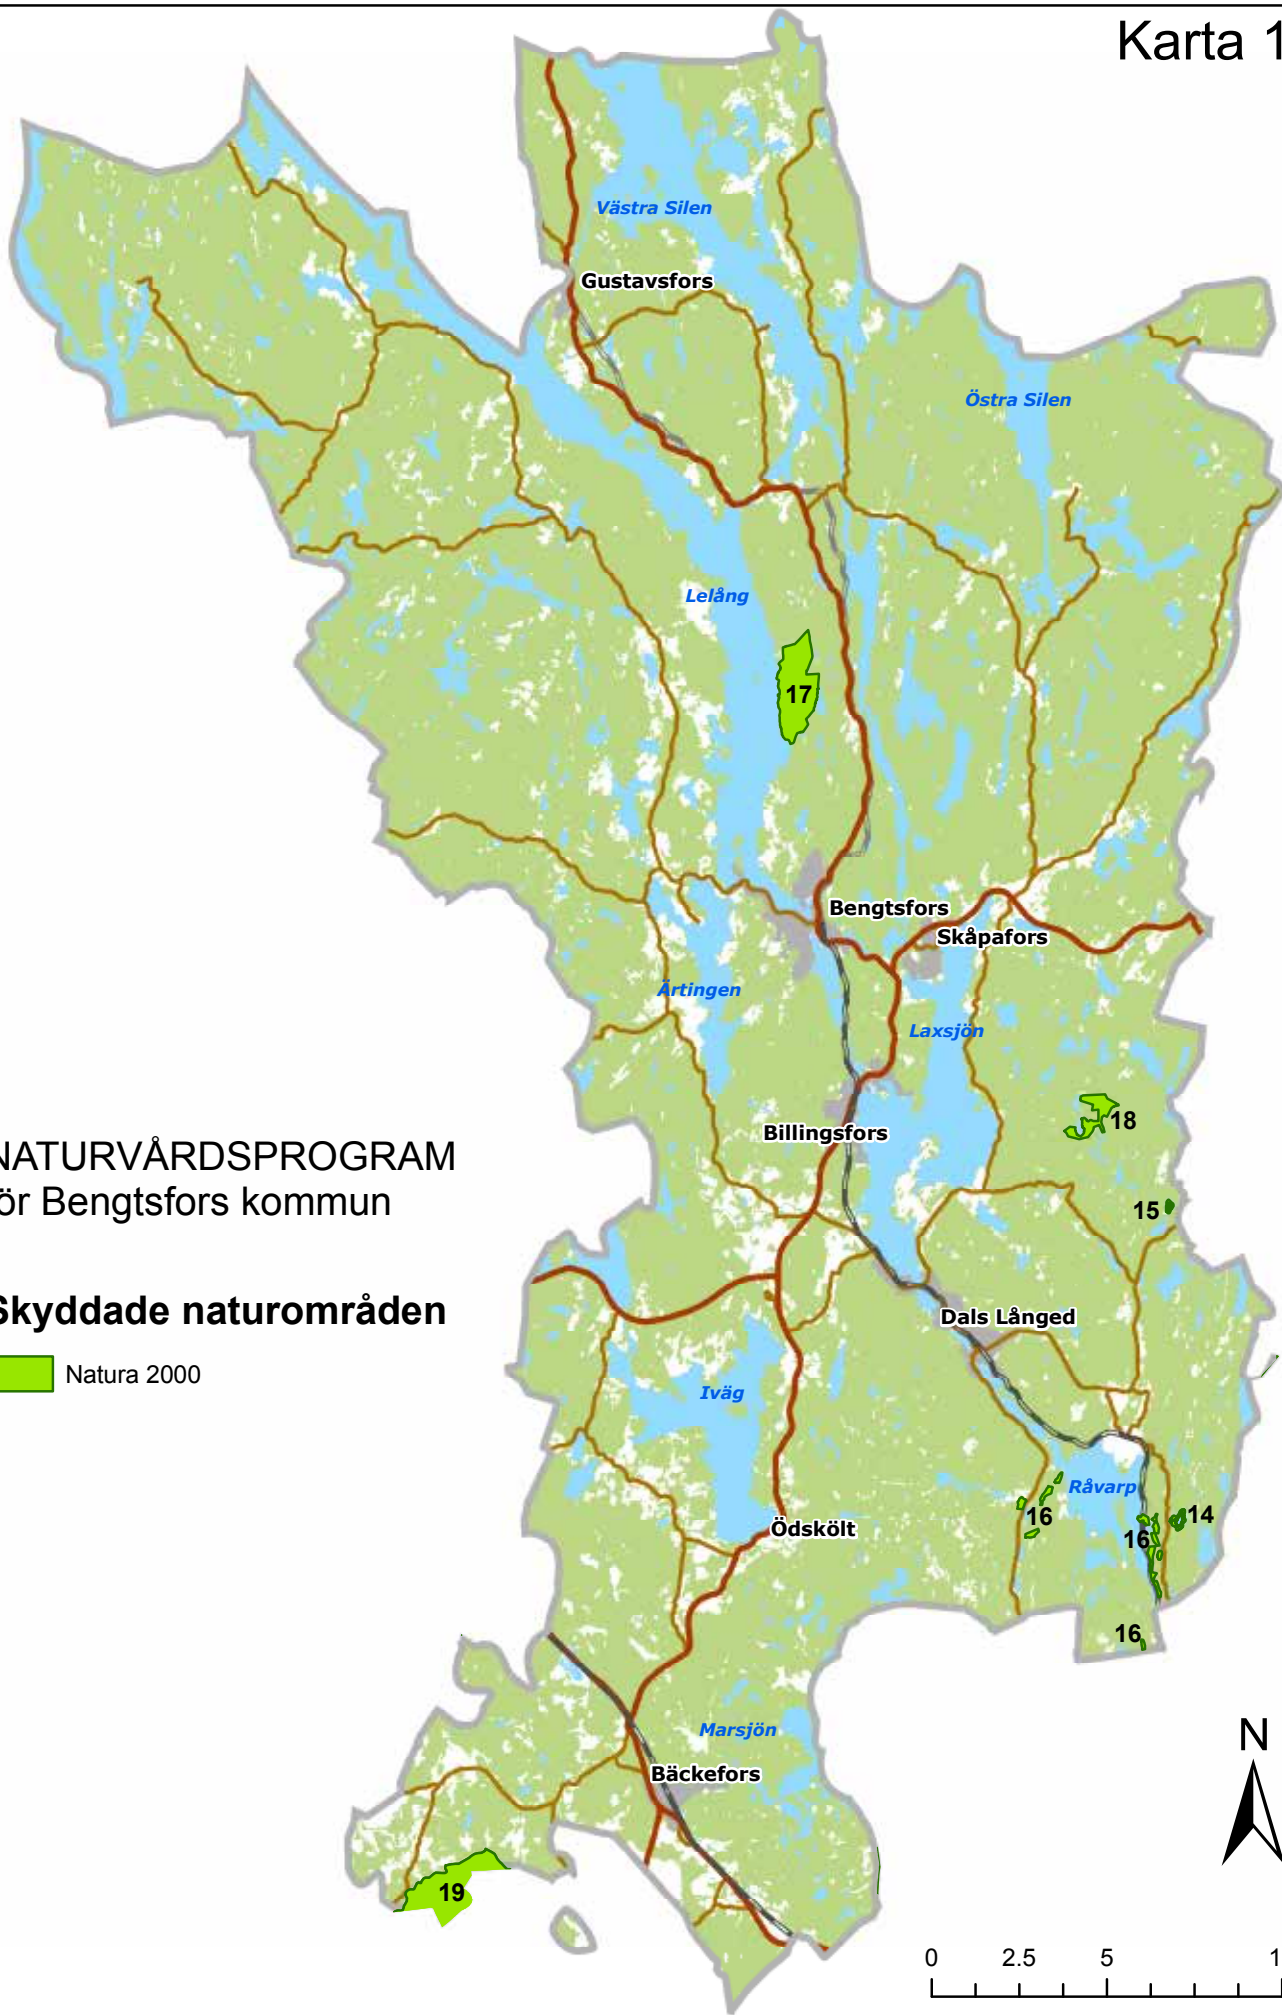 Karta 1
Västra Silen
Gustavsfors
Östra Silen
Lelång
17
Bengtsfors
Skåpafors
Ärtingen
Laxsjön
18
Billingsfors
NATURVÅRDSPROGRAM
ör Bengtsfors kommun
15
Skyddade naturområden
Dals Långed
Natura 2000
Iväg
Råvarp
16
14
16
Ödskölt
16
Marsjön
N
Bäckefors
19
0 2.5 5 1